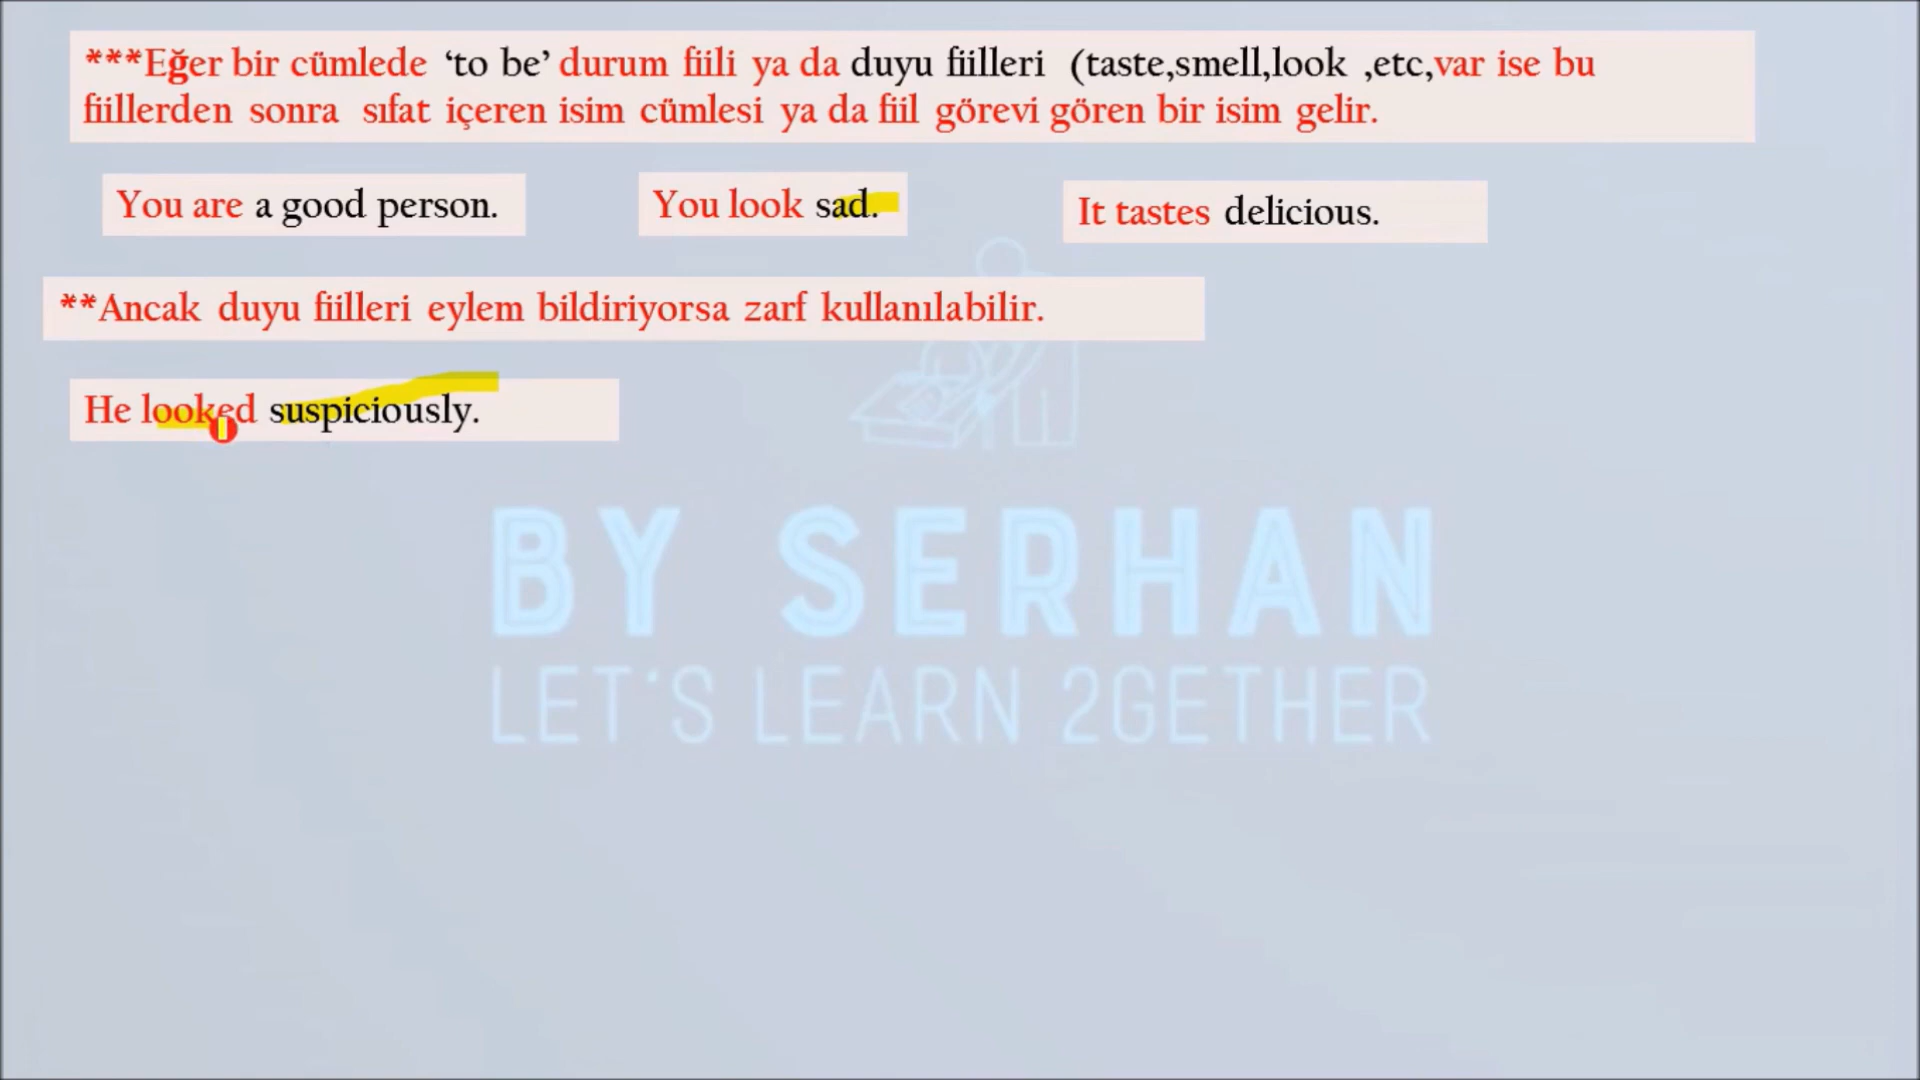 ***Eğer bir cümlede ‘to be’ durum fiili ya da duyu fiilleri (taste,smell,look ,etc,var ise bu
fiillerden sonra sıfat içeren isim cümlesi ya da fiil görevi gören bir isim gelir.
You are a good person.
You look sad.
It tastes delicious.
**Ancak duyu fiilleri eylem bildiriyorsa zarf kullanılabilir.
He looked suspiciously.
BY SERHAN
LET'S LEARN 2GETHER